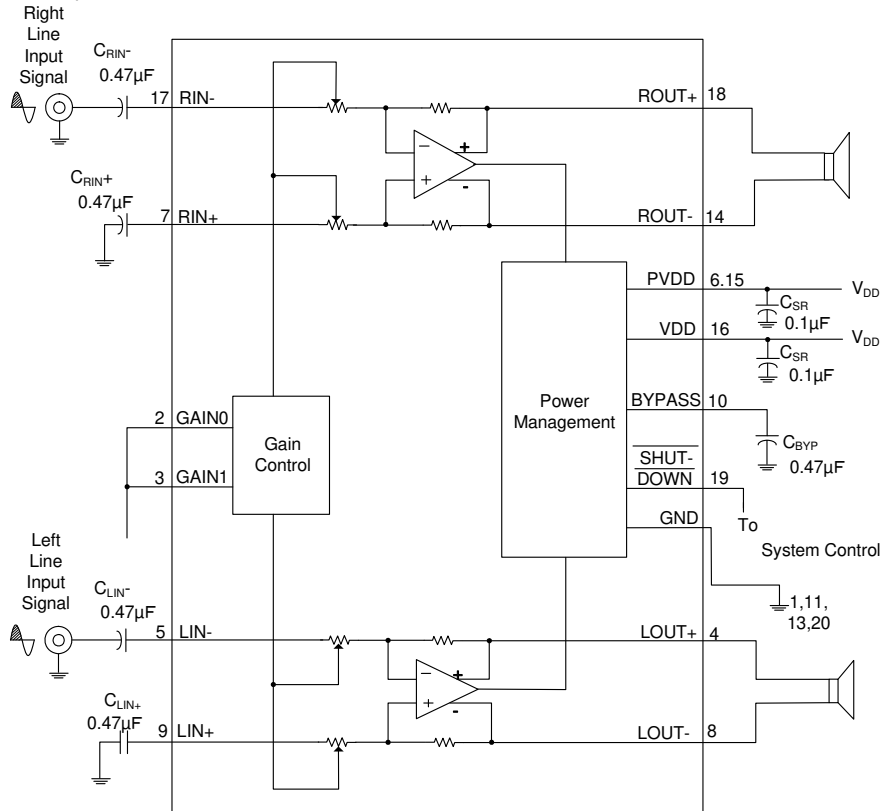 Right
Line
Input
Signal
CRIN-
0.47µF
17 RIN-
ROUT+ 18
CRIN+
0.47µF
7 RIN+
ROUT- 14
PVDD 6.15
VDD
CSR
0.1µF
VDD 16
VDD
CSR
0.1µF
BYPASS 10
CBYP
0.47µF
Power
Management
SHUT-
DOWN 19
To
System Control
GND
1,11,
13,20
2 GAIN0
Gain
Control
3 GAIN1
Left
Line
Input
Signal
CLIN-
0.47µF
5 LIN-
LOUT+ 4
CLIN+
0.47µF
9 LIN+
LOUT- 8
− +
+ -
− +
+ -